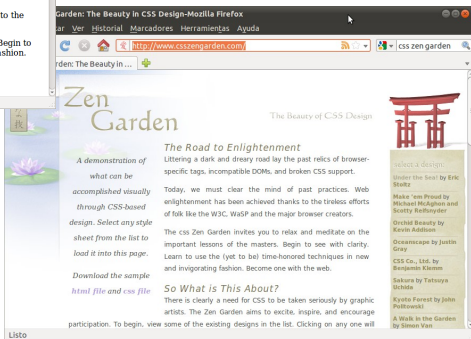 to the
Begin to
ashion.
Garden: The Beauty in CSS Design-Mozilla Firefox
Ver Historial Marcadores Herramientas Ayuda
http://www.csszengarden.com/
css zen garden
rden: The Beauty in ...
Zen
Garden
The Beauty of CSS Design
A demonstration of
what can be
accomplished visually
through CSS-based
design. Select any style
sheet from the list to
load it into this page.
Download the sample
html file and css file
The Road to Enlightenment
Littering a dark and dreary road lay the past relics of browser-
specific tags, incompatible DOMs, and broken CSS support.
Today, we must clear the mind of past practices. Web
enlightenment has been achieved thanks to the tireless efforts
of folk like the W3C, WaSP and the major browser creators.
The css Zen Garden invites you to relax and meditate on the
important lessons of the masters. Begin to see with clarity.
Learn to use the (yet to be) time-honored techniques in new
and invigorating fashion. Become one with the web.
So What is This About?
There is clearly a need for CSS to be taken seriously by graphic
artists. The Zen Garden aims to excite, inspire, and encourage
participation. To begin, view some of the existing designs in the list. Clicking on any one will
select a design:
Under the Sea! by Eric
Stoltz
Make 'em Proud by
Michael McAghon and
Scotty Reifsnyder
Orchid Beauty by
Kevin Addison
Oceanscape by Justin
Gray
CSS Co., Ltd. by
Benjamin Klemm
Sakura by Tatsuya
Uchida
Kyoto Forest by John
Politowski
A Walk in the Garden
by Simon Van
Listo